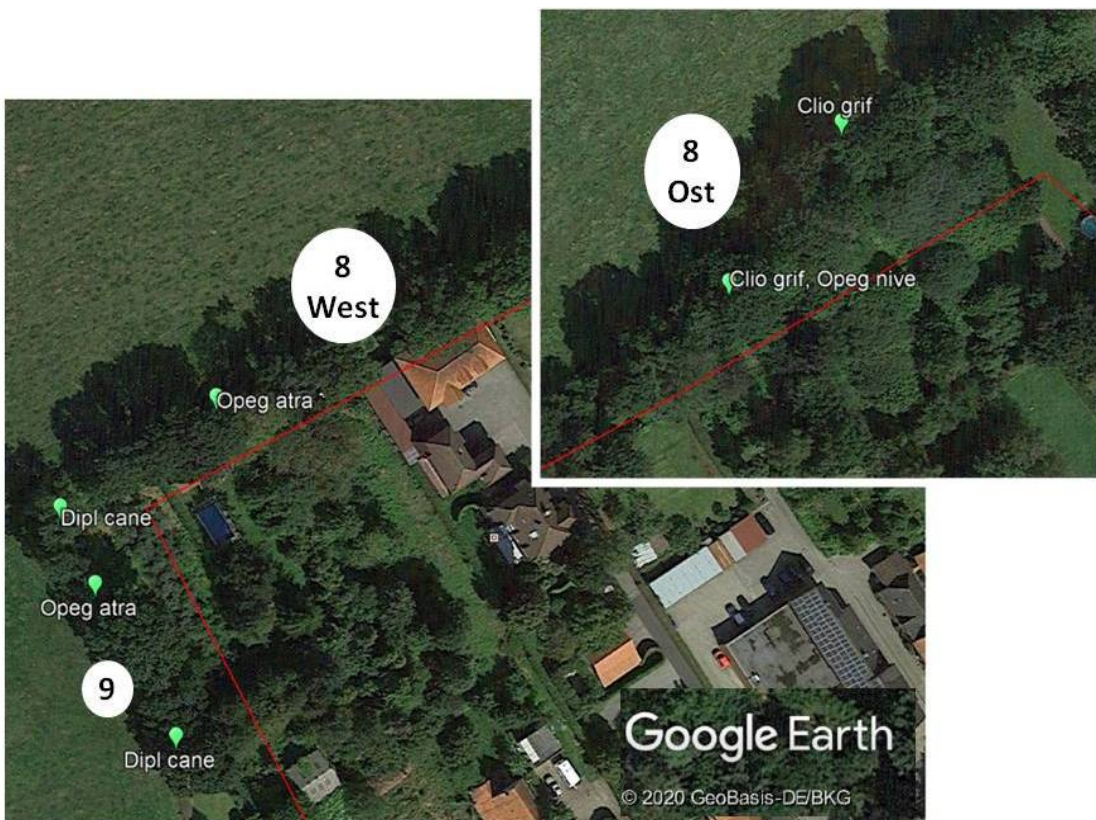 Clio grif
8
Ost
Clio grif, Opeg nive
8
West
Opeg atra
Dipl cane
Opeg atra
9
Dipl cane
Google Earth
© 2020 GeoBasis-DE/BKG